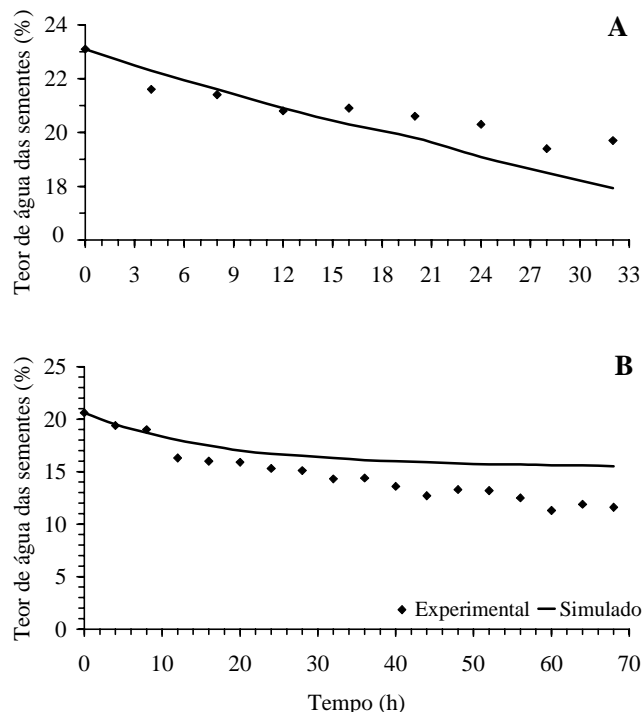 A
Teor de água das sementes (%)
24
22
20
18
0
0 3 6 9 12 15 18 21 24 27 30 33
B
Teor de água das sementes (%)
25
20
15
10
5
0
Experimental Simulado
0 10 20 30 40 50 60 70
Tempo (h)